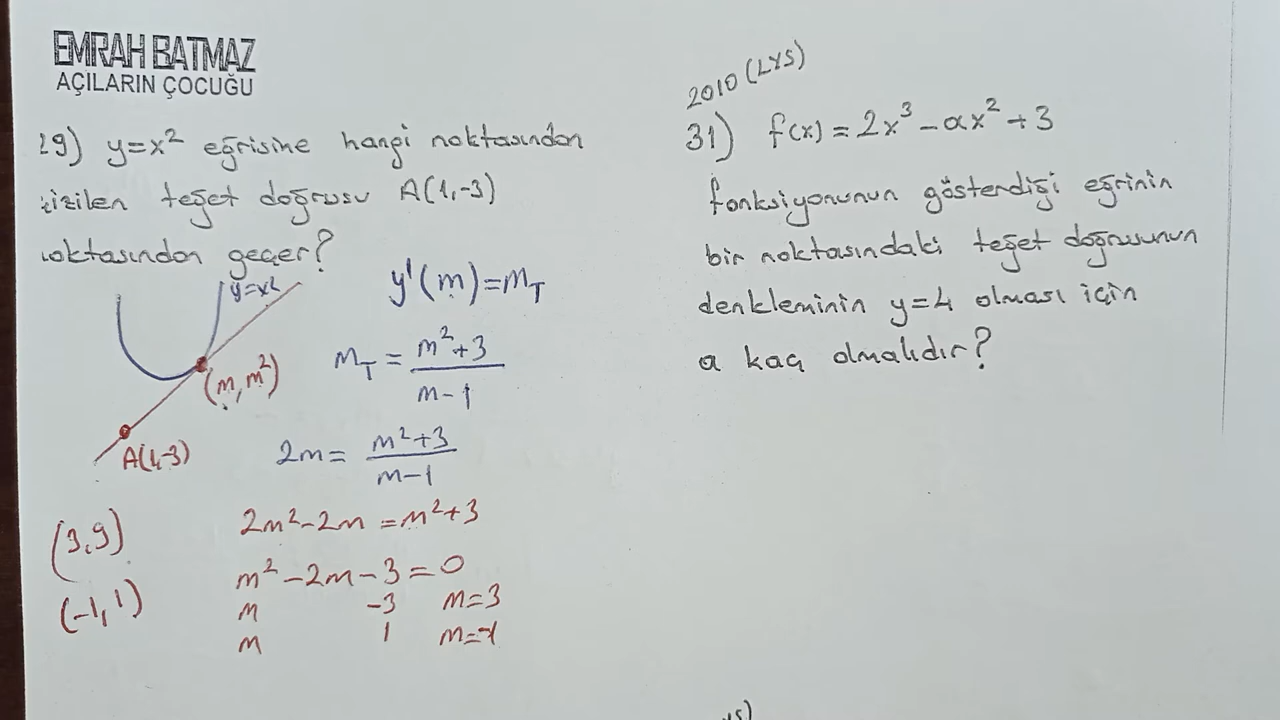 EMRAH BATMAZ
AÇILARIN ÇOCUĞU
29) y=x² eğrisine hangi noktasından
çizilen teğet doğrusu A(1,-3)
noktasından geçer?
y=x²
(m, m²)
A(1,-3)
y'(m)=m_T
m_T = (m²+3)/(m-1)
2m = (m²+3)/(m-1)
2m²-2m = m²+3
m²-2m-3=0
m -3 m=3
m 1 m=-1
(3,9)
(-1,1)
2010 (LYS)
31) f(x)=2x³-ax²+3
fonksiyonunun gösterdiği eğrinin
bir noktasındaki teğet doğrusunun
denkleminin y=4 olması için
a kaç olmalıdır?